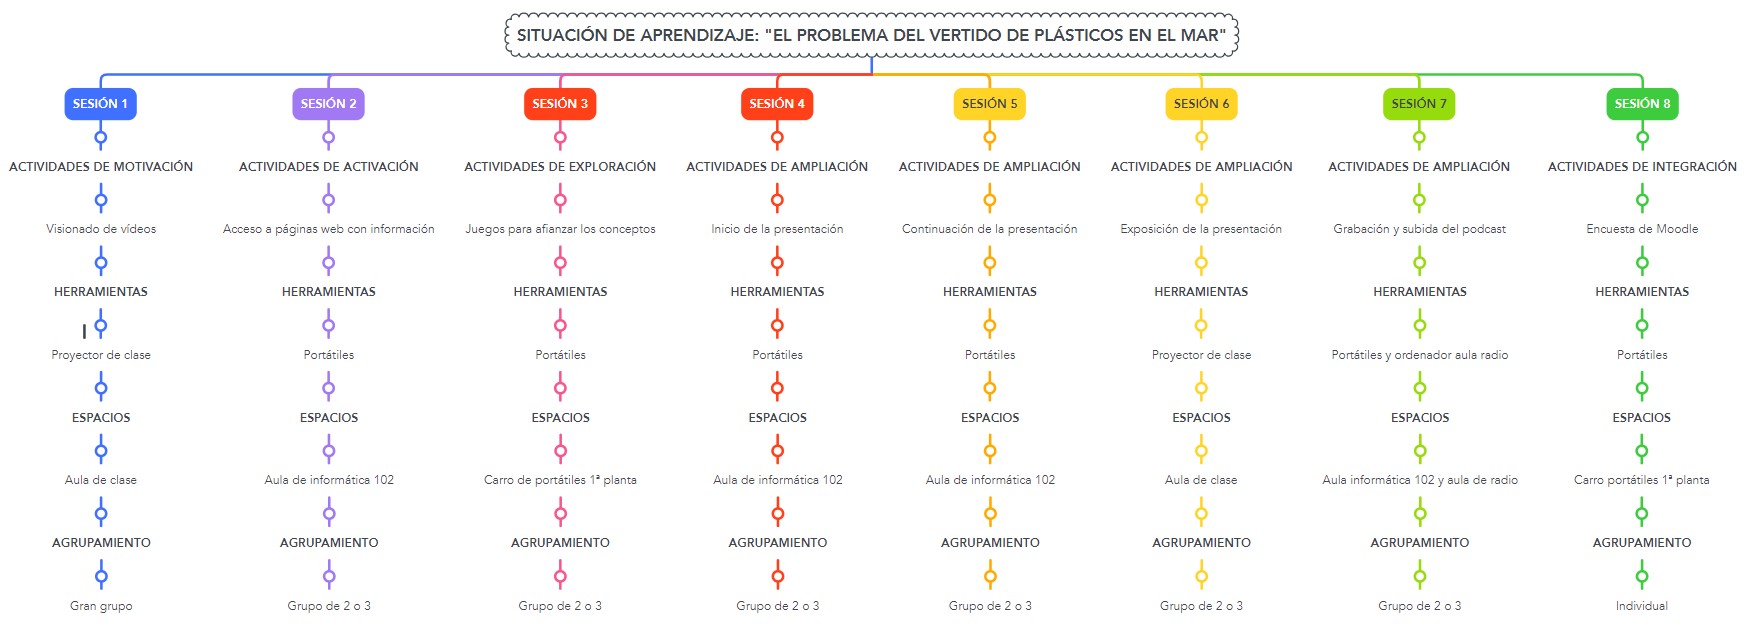 SITUACIÓN DE APRENDIZAJE: "EL PROBLEMA DEL VERTIDO DE PLÁSTICOS EN EL MAR"
SESIÓN 1
ACTIVIDADES DE MOTIVACIÓN
Visionado de vídeos
HERRAMIENTAS
Proyector de clase
ESPACIOS
Aula de clase
AGRUPAMIENTO
Gran grupo
SESIÓN 2
ACTIVIDADES DE ACTIVACIÓN
Acceso a páginas web con información
HERRAMIENTAS
Portátiles
ESPACIOS
Aula de informática 102
AGRUPAMIENTO
Grupo de 2 o 3
SESIÓN 3
ACTIVIDADES DE EXPLORACIÓN
Juegos para afianzar los conceptos
HERRAMIENTAS
Portátiles
ESPACIOS
Carro de portátiles 1ª planta
AGRUPAMIENTO
Grupo de 2 o 3
SESIÓN 4
ACTIVIDADES DE AMPLIACIÓN
Inicio de la presentación
HERRAMIENTAS
Portátiles
ESPACIOS
Aula de informática 102
AGRUPAMIENTO
Grupo de 2 o 3
SESIÓN 5
ACTIVIDADES DE AMPLIACIÓN
Continuación de la presentación
HERRAMIENTAS
Portátiles
ESPACIOS
Aula de informática 102
AGRUPAMIENTO
Grupo de 2 o 3
SESIÓN 6
ACTIVIDADES DE AMPLIACIÓN
Exposición de la presentación
HERRAMIENTAS
Proyector de clase
ESPACIOS
Aula de clase
AGRUPAMIENTO
Grupo de 2 o 3
SESIÓN 7
ACTIVIDADES DE AMPLIACIÓN
Grabación y subida del podcast
HERRAMIENTAS
Portátiles y ordenador aula radio
ESPACIOS
Aula informática 102 y aula de radio
AGRUPAMIENTO
Grupo de 2 o 3
SESIÓN 8
ACTIVIDADES DE INTEGRACIÓN
Encuesta de Moodle
HERRAMIENTAS
Portátiles
ESPACIOS
Carro portátiles 1ª planta
AGRUPAMIENTO
Individual